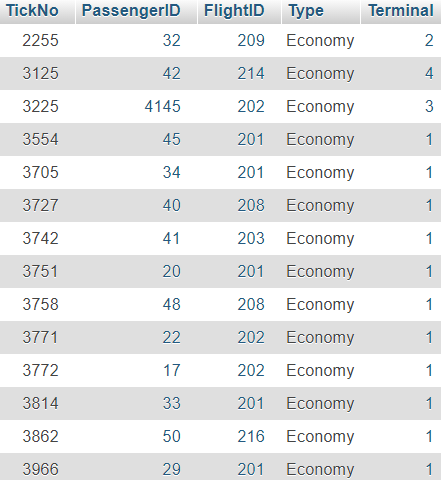 TickNo PassengerID FlightID Type Terminal
2255 32 209 Economy 2
3125 42 214 Economy 4
3225 4145 202 Economy 3
3554 45 201 Economy 1
3705 34 201 Economy 1
3727 40 208 Economy 1
3742 41 203 Economy 1
3751 20 201 Economy 1
3758 48 208 Economy 1
3771 22 202 Economy 1
3772 17 202 Economy 1
3814 33 201 Economy 1
3862 50 216 Economy 1
3966 29 201 Economy 1